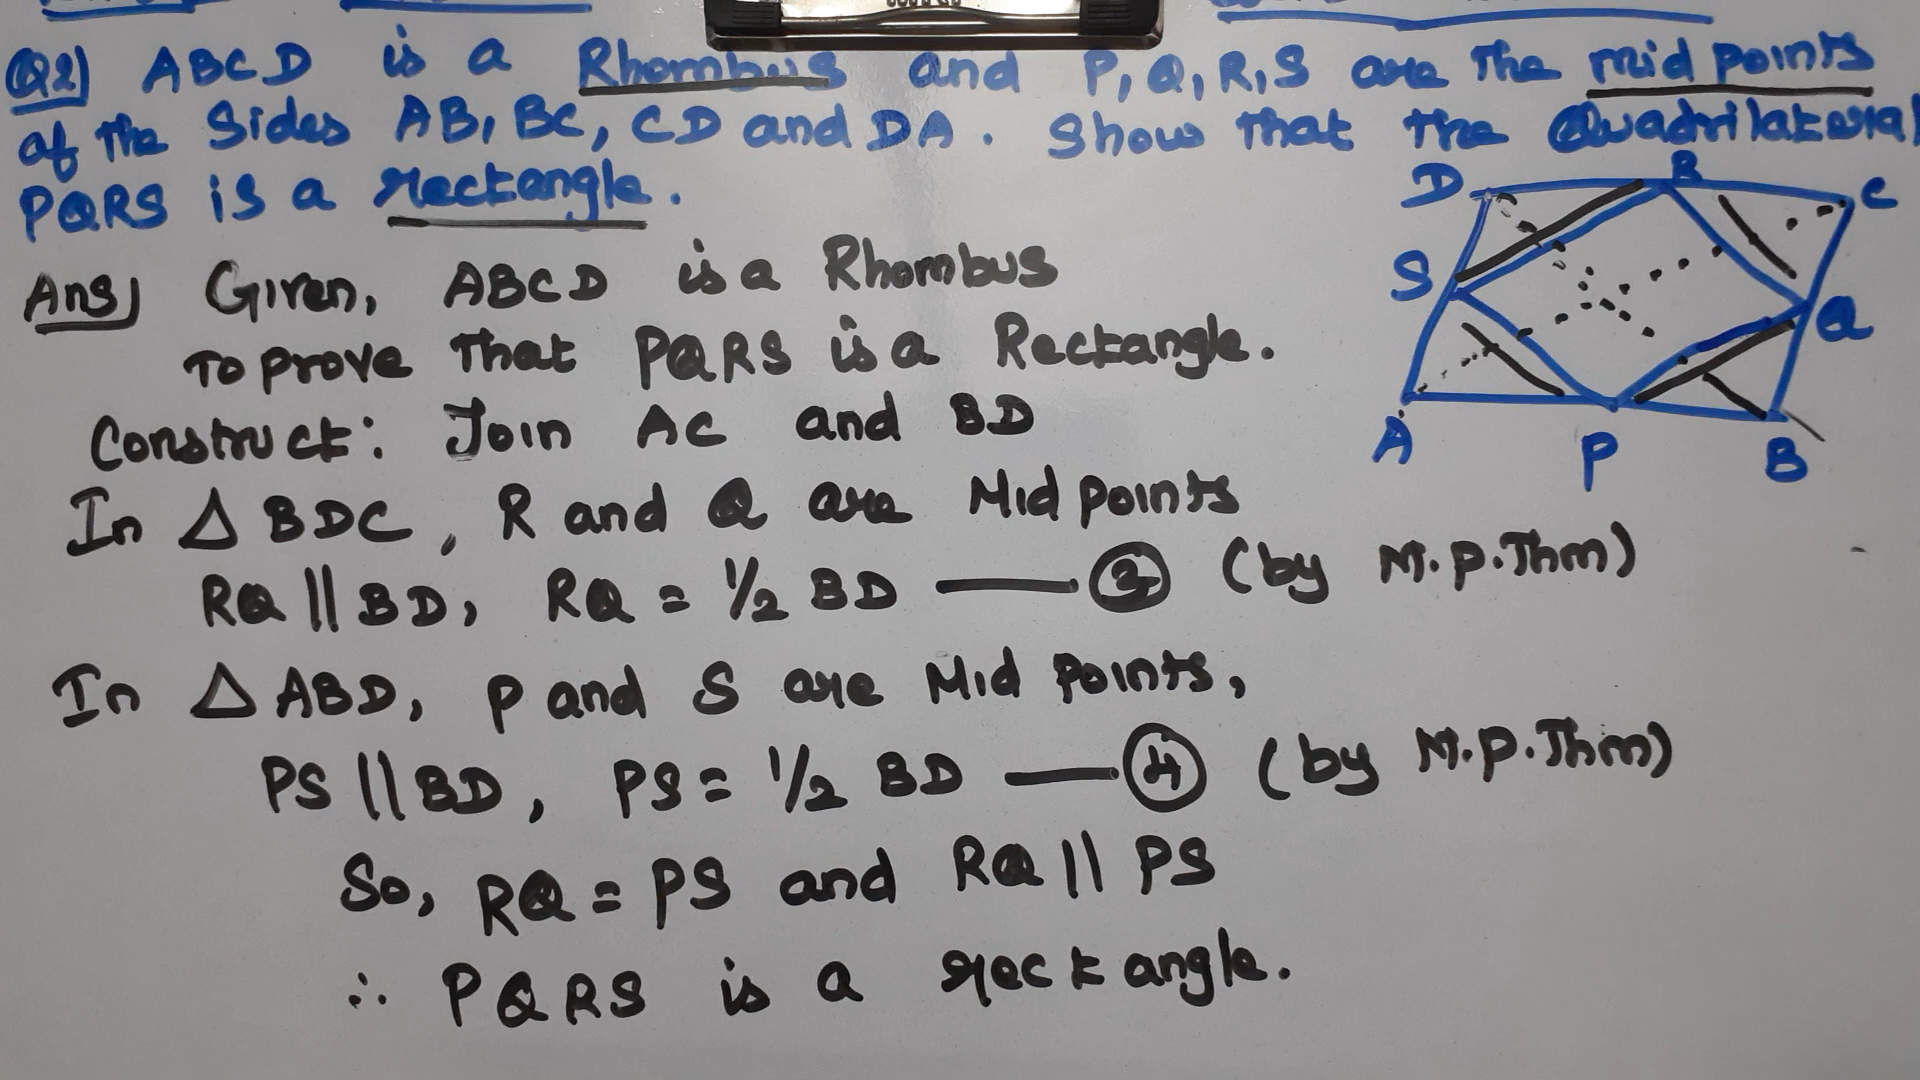 Q2) ABCD is a Rhombus and P, Q, R, S are the mid points
of the Sides AB, BC, CD and DA. Show that the Quadrilateral
PQRS is a rectangle.
D R C
S Q
A P B
Ans) Given, ABCD is a Rhombus
To prove that PQRS is a Rectangle.
Construct: Join AC and BD
In △ BDC, R and Q are Mid points
RQ || BD, RQ = 1/2 BD — ③ (by M.P.Thm)
In △ ABD, P and S are Mid Points,
PS || BD, PS = 1/2 BD — ④ (by M.P.Thm)
So, RQ = PS and RQ || PS
∴ PQRS is a rectangle.